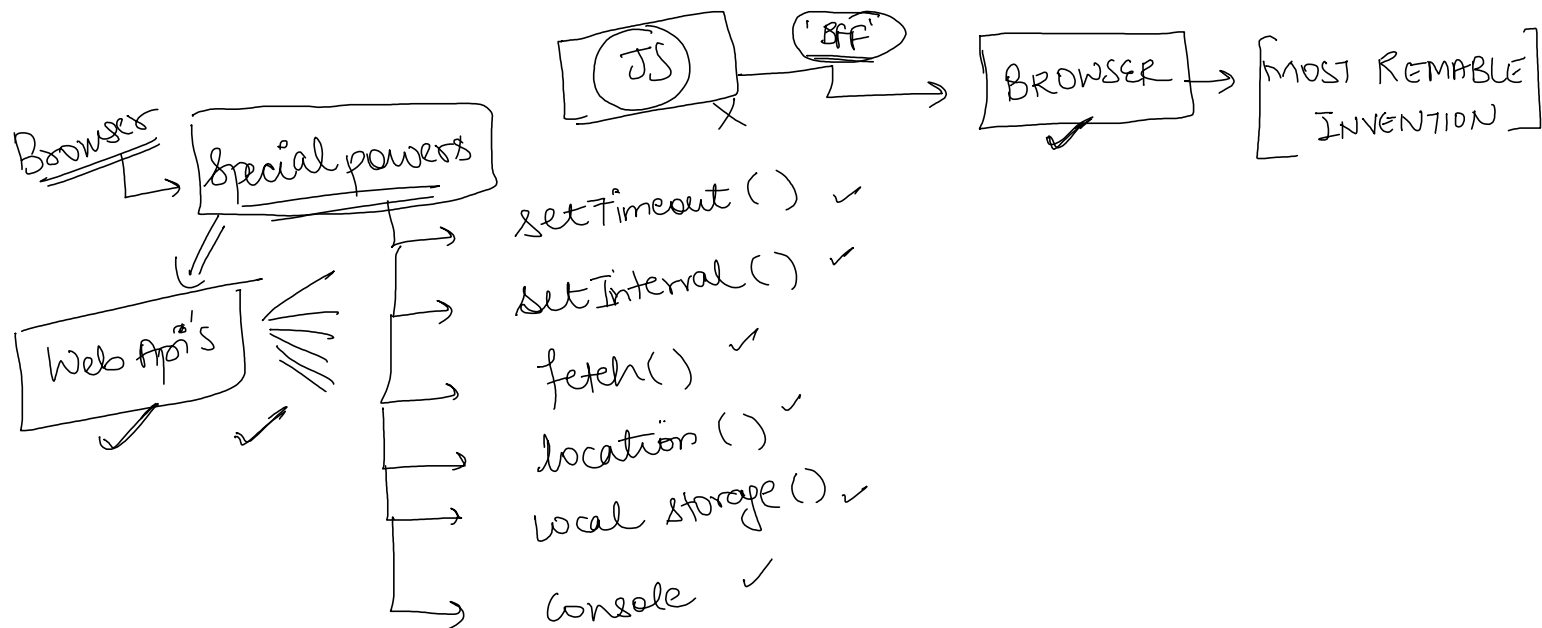 JS
'BFF'
BROWSER
MOST REMABLE
INVENTION
Browser
Special powers
Web Api's
setTimeout ( )
setInterval ( )
fetch( )
location ( )
local storage ( )
console